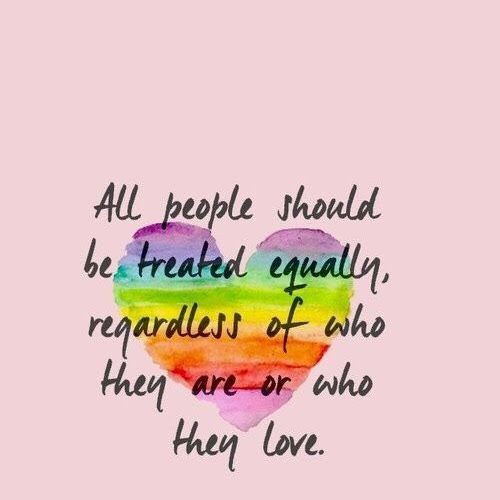 All people should
be treated equally,
regardless of who
they are or who
they love.